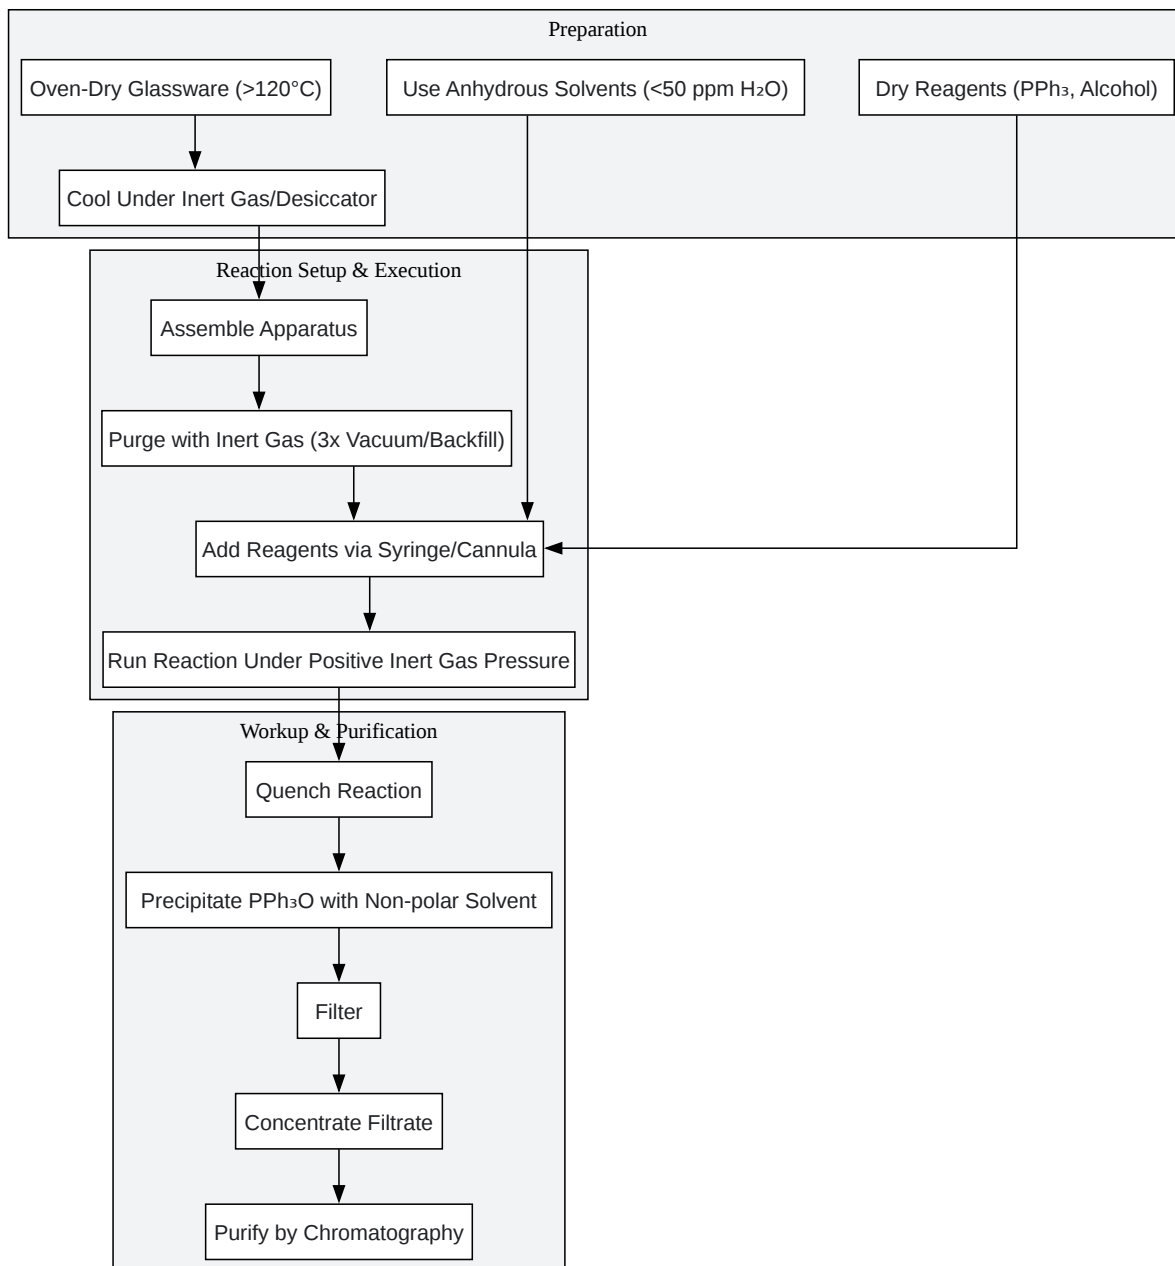 Preparation
Oven-Dry Glassware (>120°C)
Use Anhydrous Solvents (<50 ppm H₂O)
Dry Reagents (PPh₃, Alcohol)
Cool Under Inert Gas/Desiccator
Reaction Setup & Execution
Assemble Apparatus
Purge with Inert Gas (3x Vacuum/Backfill)
Add Reagents via Syringe/Cannula
Run Reaction Under Positive Inert Gas Pressure
Workup & Purification
Quench Reaction
Precipitate PPh₃O with Non-polar Solvent
Filter
Concentrate Filtrate
Purify by Chromatography